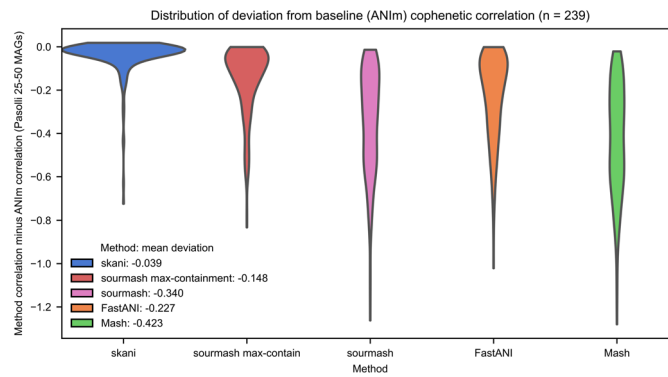 Distribution of deviation from baseline (ANIm) cophenetic correlation (n = 239)
Method correlation minus ANIm correlation (Pasolli 25-50 MAGs)
0.0
−0.2
−0.4
−0.6
−0.8
−1.0
−1.2
Method: mean deviation
skani: -0.039
sourmash max-containment: -0.148
sourmash: -0.340
FastANI: -0.227
Mash: -0.423
skani
sourmash max-contain
sourmash
FastANI
Mash
Method